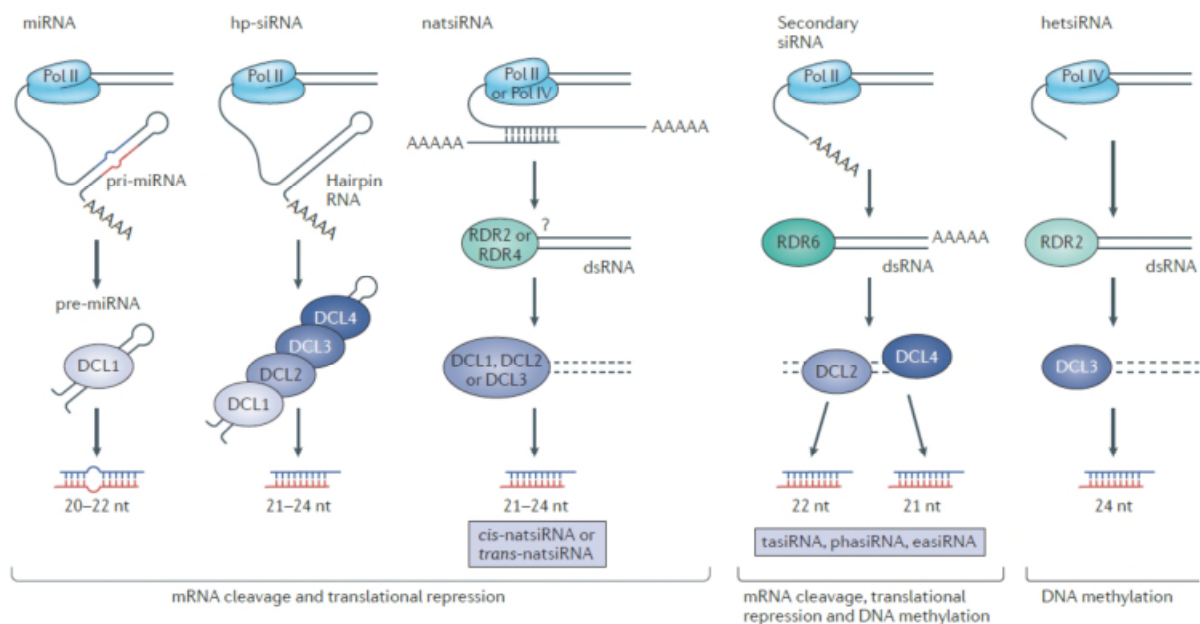 miRNA
Pol II
pri-miRNA
AAAAA
pre-miRNA
DCL1
20–22 nt
hp-siRNA
Pol II
Hairpin
RNA
AAAAA
DCL4
DCL3
DCL2
DCL1
21–24 nt
natsiRNA
Pol II
or Pol IV
AAAAA
AAAAA
RDR2 or
RDR4
?
dsRNA
DCL1, DCL2
or DCL3
21–24 nt
cis-natsiRNA or
trans-natsiRNA
mRNA cleavage and translational repression
Secondary
siRNA
Pol II
AAAAA
RDR6
AAAAA
dsRNA
DCL2
DCL4
22 nt
21 nt
tasiRNA, phasiRNA, easiRNA
mRNA cleavage, translational
repression and DNA methylation
hetsiRNA
Pol IV
RDR2
dsRNA
DCL3
24 nt
DNA methylation